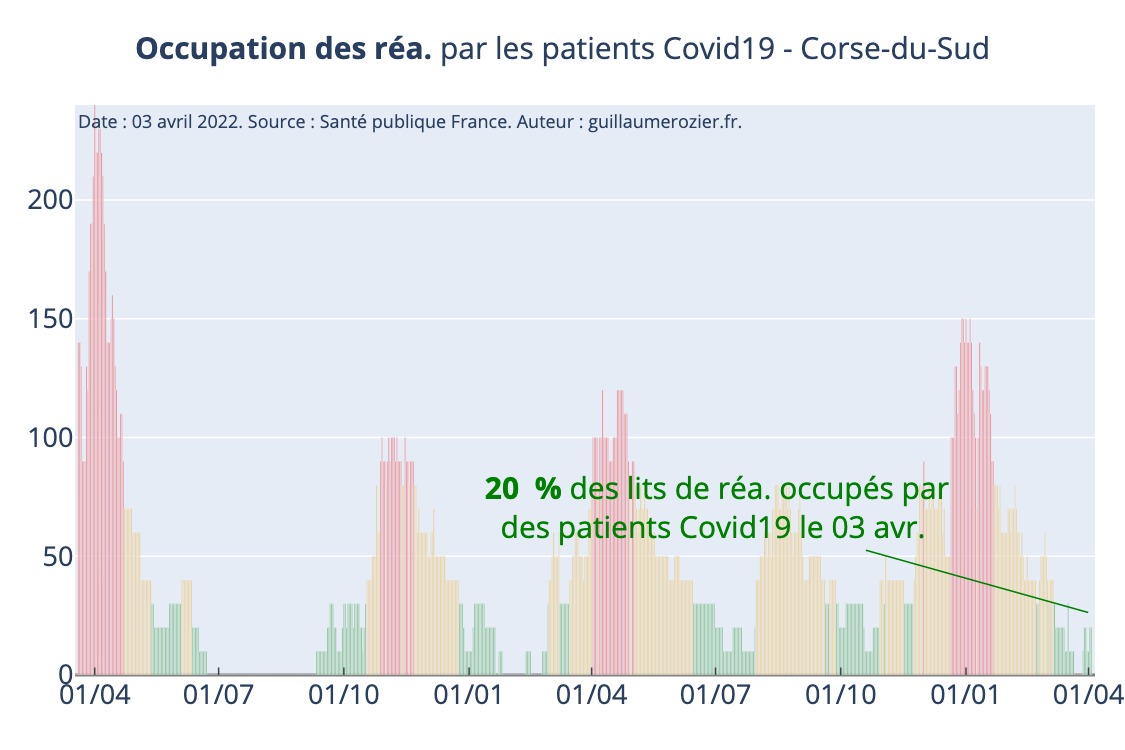 Occupation des réa. par les patients Covid19 - Corse-du-Sud
Date : 03 avril 2022. Source : Santé publique France. Auteur : guillaumerozier.fr.
200
150
100
50
0
20 % des lits de réa. occupés par
des patients Covid19 le 03 avr.
01/04 01/07 01/10 01/01 01/04 01/07 01/10 01/01 01/04